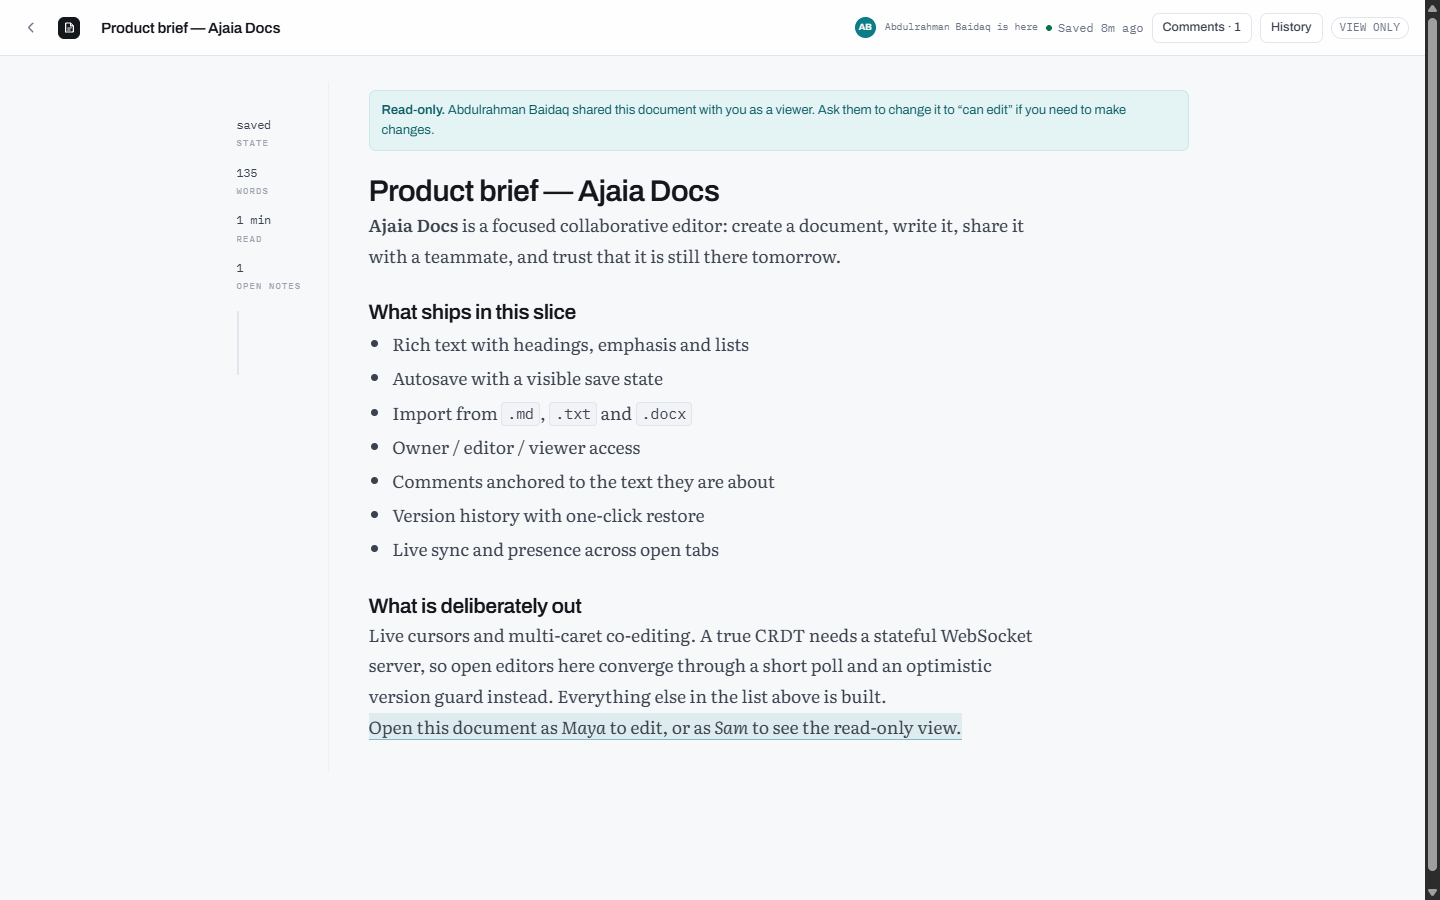 Product brief — Ajaia Docs
AB
Abdulrahman Baidaq is here
Saved 8m ago
Comments · 1
History
VIEW ONLY
saved
STATE
135
WORDS
1 min
READ
1
OPEN NOTES
Read-only. Abdulrahman Baidaq shared this document with you as a viewer. Ask them to change it to “can edit” if you need to make
changes.
Product brief — Ajaia Docs
Ajaia Docs is a focused collaborative editor: create a document, write it, share it
with a teammate, and trust that it is still there tomorrow.
What ships in this slice
Rich text with headings, emphasis and lists
Autosave with a visible save state
Import from .md, .txt and .docx
Owner / editor / viewer access
Comments anchored to the text they are about
Version history with one-click restore
Live sync and presence across open tabs
What is deliberately out
Live cursors and multi-caret co-editing. A true CRDT needs a stateful WebSocket
server, so open editors here converge through a short poll and an optimistic
version guard instead. Everything else in the list above is built.
Open this document as Maya to edit, or as Sam to see the read-only view.